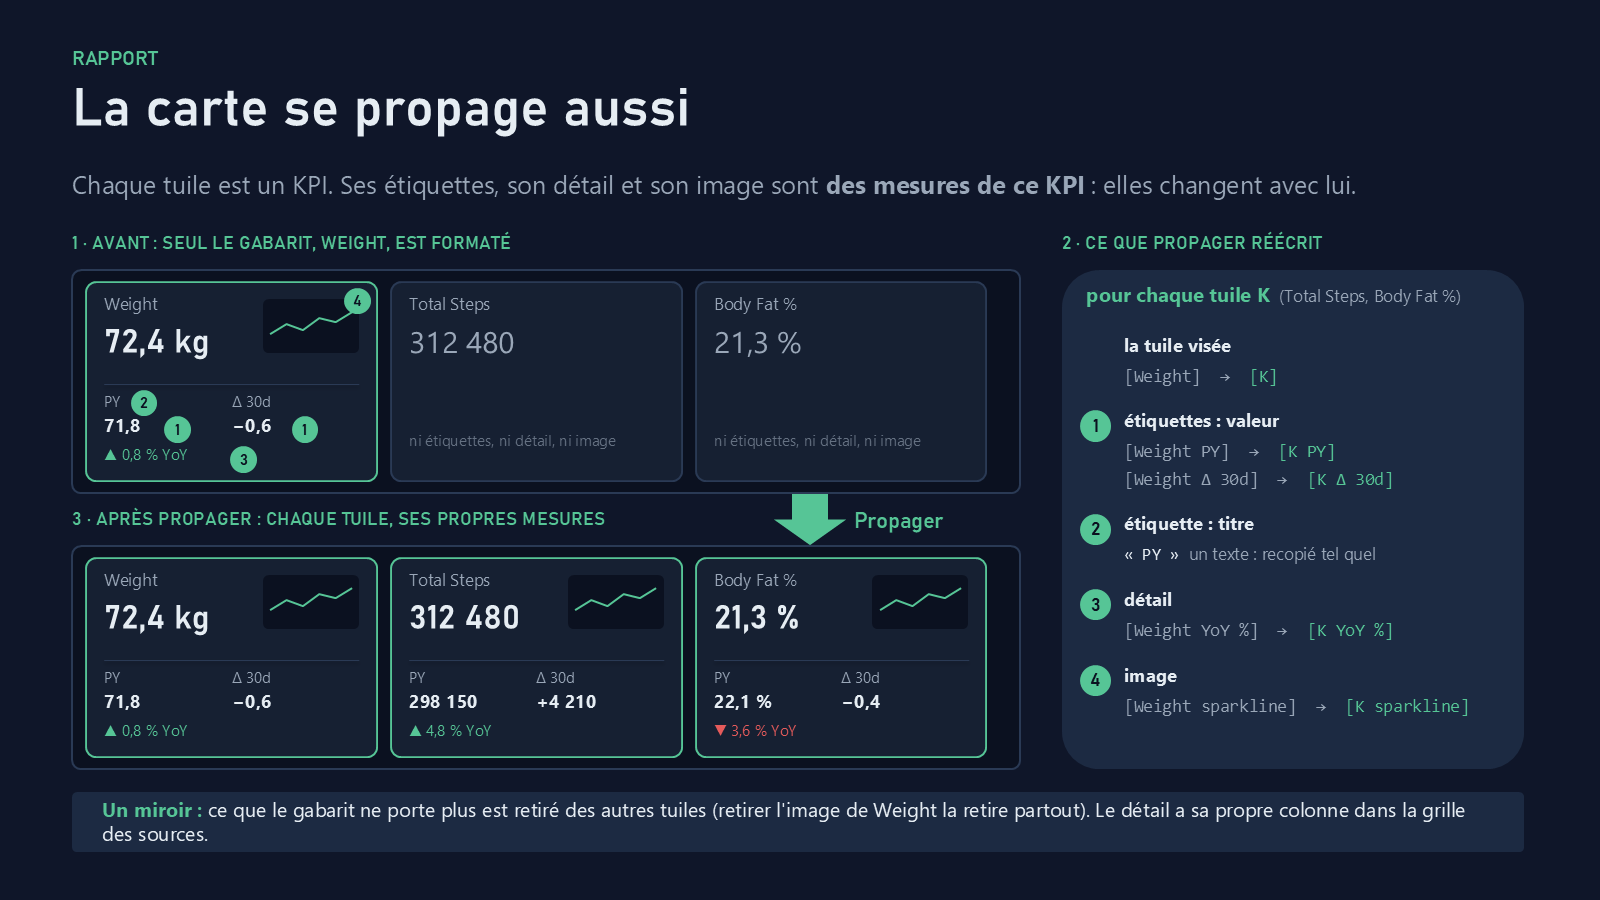 RAPPORT
La carte se propage aussi
Chaque tuile est un KPI. Ses étiquettes, son détail et son image sont des mesures de ce KPI : elles changent avec lui.
1 · AVANT : SEUL LE GABARIT, WEIGHT, EST FORMATÉ
Weight
4
72,4 kg
PY 2 Δ 30d
71,8 1 −0,6 1
▲ 0,8 % YoY 3
Total Steps
312 480
ni étiquettes, ni détail, ni image
Body Fat %
21,3 %
ni étiquettes, ni détail, ni image
Propager
3 · APRÈS PROPAGER : CHAQUE TUILE, SES PROPRES MESURES
Weight
72,4 kg
PY Δ 30d
71,8 −0,6
▲ 0,8 % YoY
Total Steps
312 480
PY Δ 30d
298 150 +4 210
▲ 4,8 % YoY
Body Fat %
21,3 %
PY Δ 30d
22,1 % −0,4
▼ 3,6 % YoY
2 · CE QUE PROPAGER RÉÉCRIT
pour chaque tuile K (Total Steps, Body Fat %)
la tuile visée
[Weight] → [K]
1 étiquettes : valeur
[Weight PY] → [K PY]
[Weight Δ 30d] → [K Δ 30d]
2 étiquette : titre
« PY » un texte : recopié tel quel
3 détail
[Weight YoY %] → [K YoY %]
4 image
[Weight sparkline] → [K sparkline]
Un miroir : ce que le gabarit ne porte plus est retiré des autres tuiles (retirer l'image de Weight la retire partout). Le détail a sa propre colonne dans la grille
des sources.